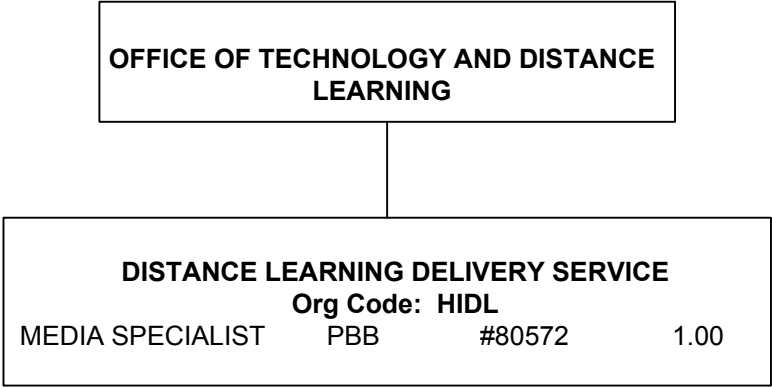 OFFICE OF TECHNOLOGY AND DISTANCE
LEARNING
DISTANCE LEARNING DELIVERY SERVICE
Org Code: HIDL
MEDIA SPECIALIST PBB #80572 1.00